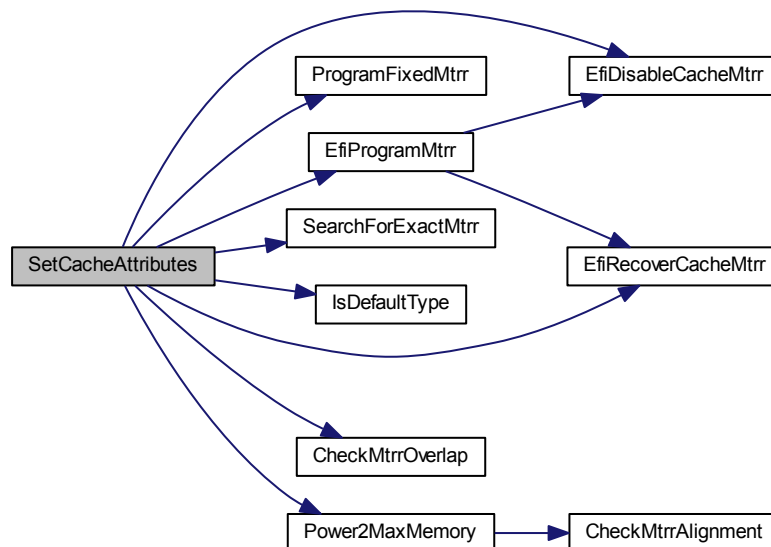 ProgramFixedMtrr
EfiDisableCacheMtrr
EfiProgramMtrr
SearchForExactMtrr
SetCacheAttributes
EfiRecoverCacheMtrr
IsDefaultType
CheckMtrrOverlap
Power2MaxMemory
CheckMtrrAlignment